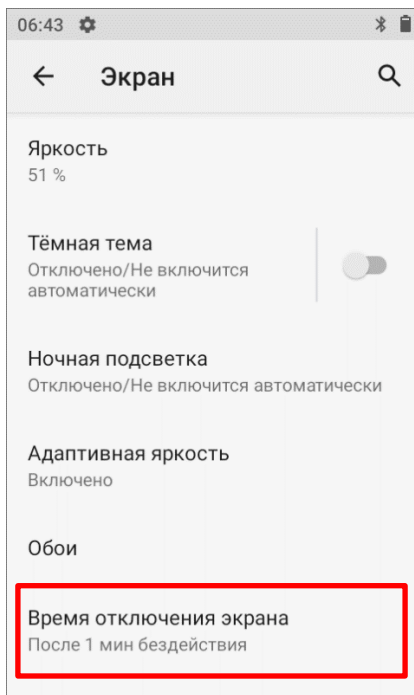 06:43
Экран
Яркость
51 %
Тёмная тема
Отключено/Не включится
автоматически
Ночная подсветка
Отключено/Не включится автоматически
Адаптивная яркость
Включено
Обои
Время отключения экрана
После 1 мин бездействия